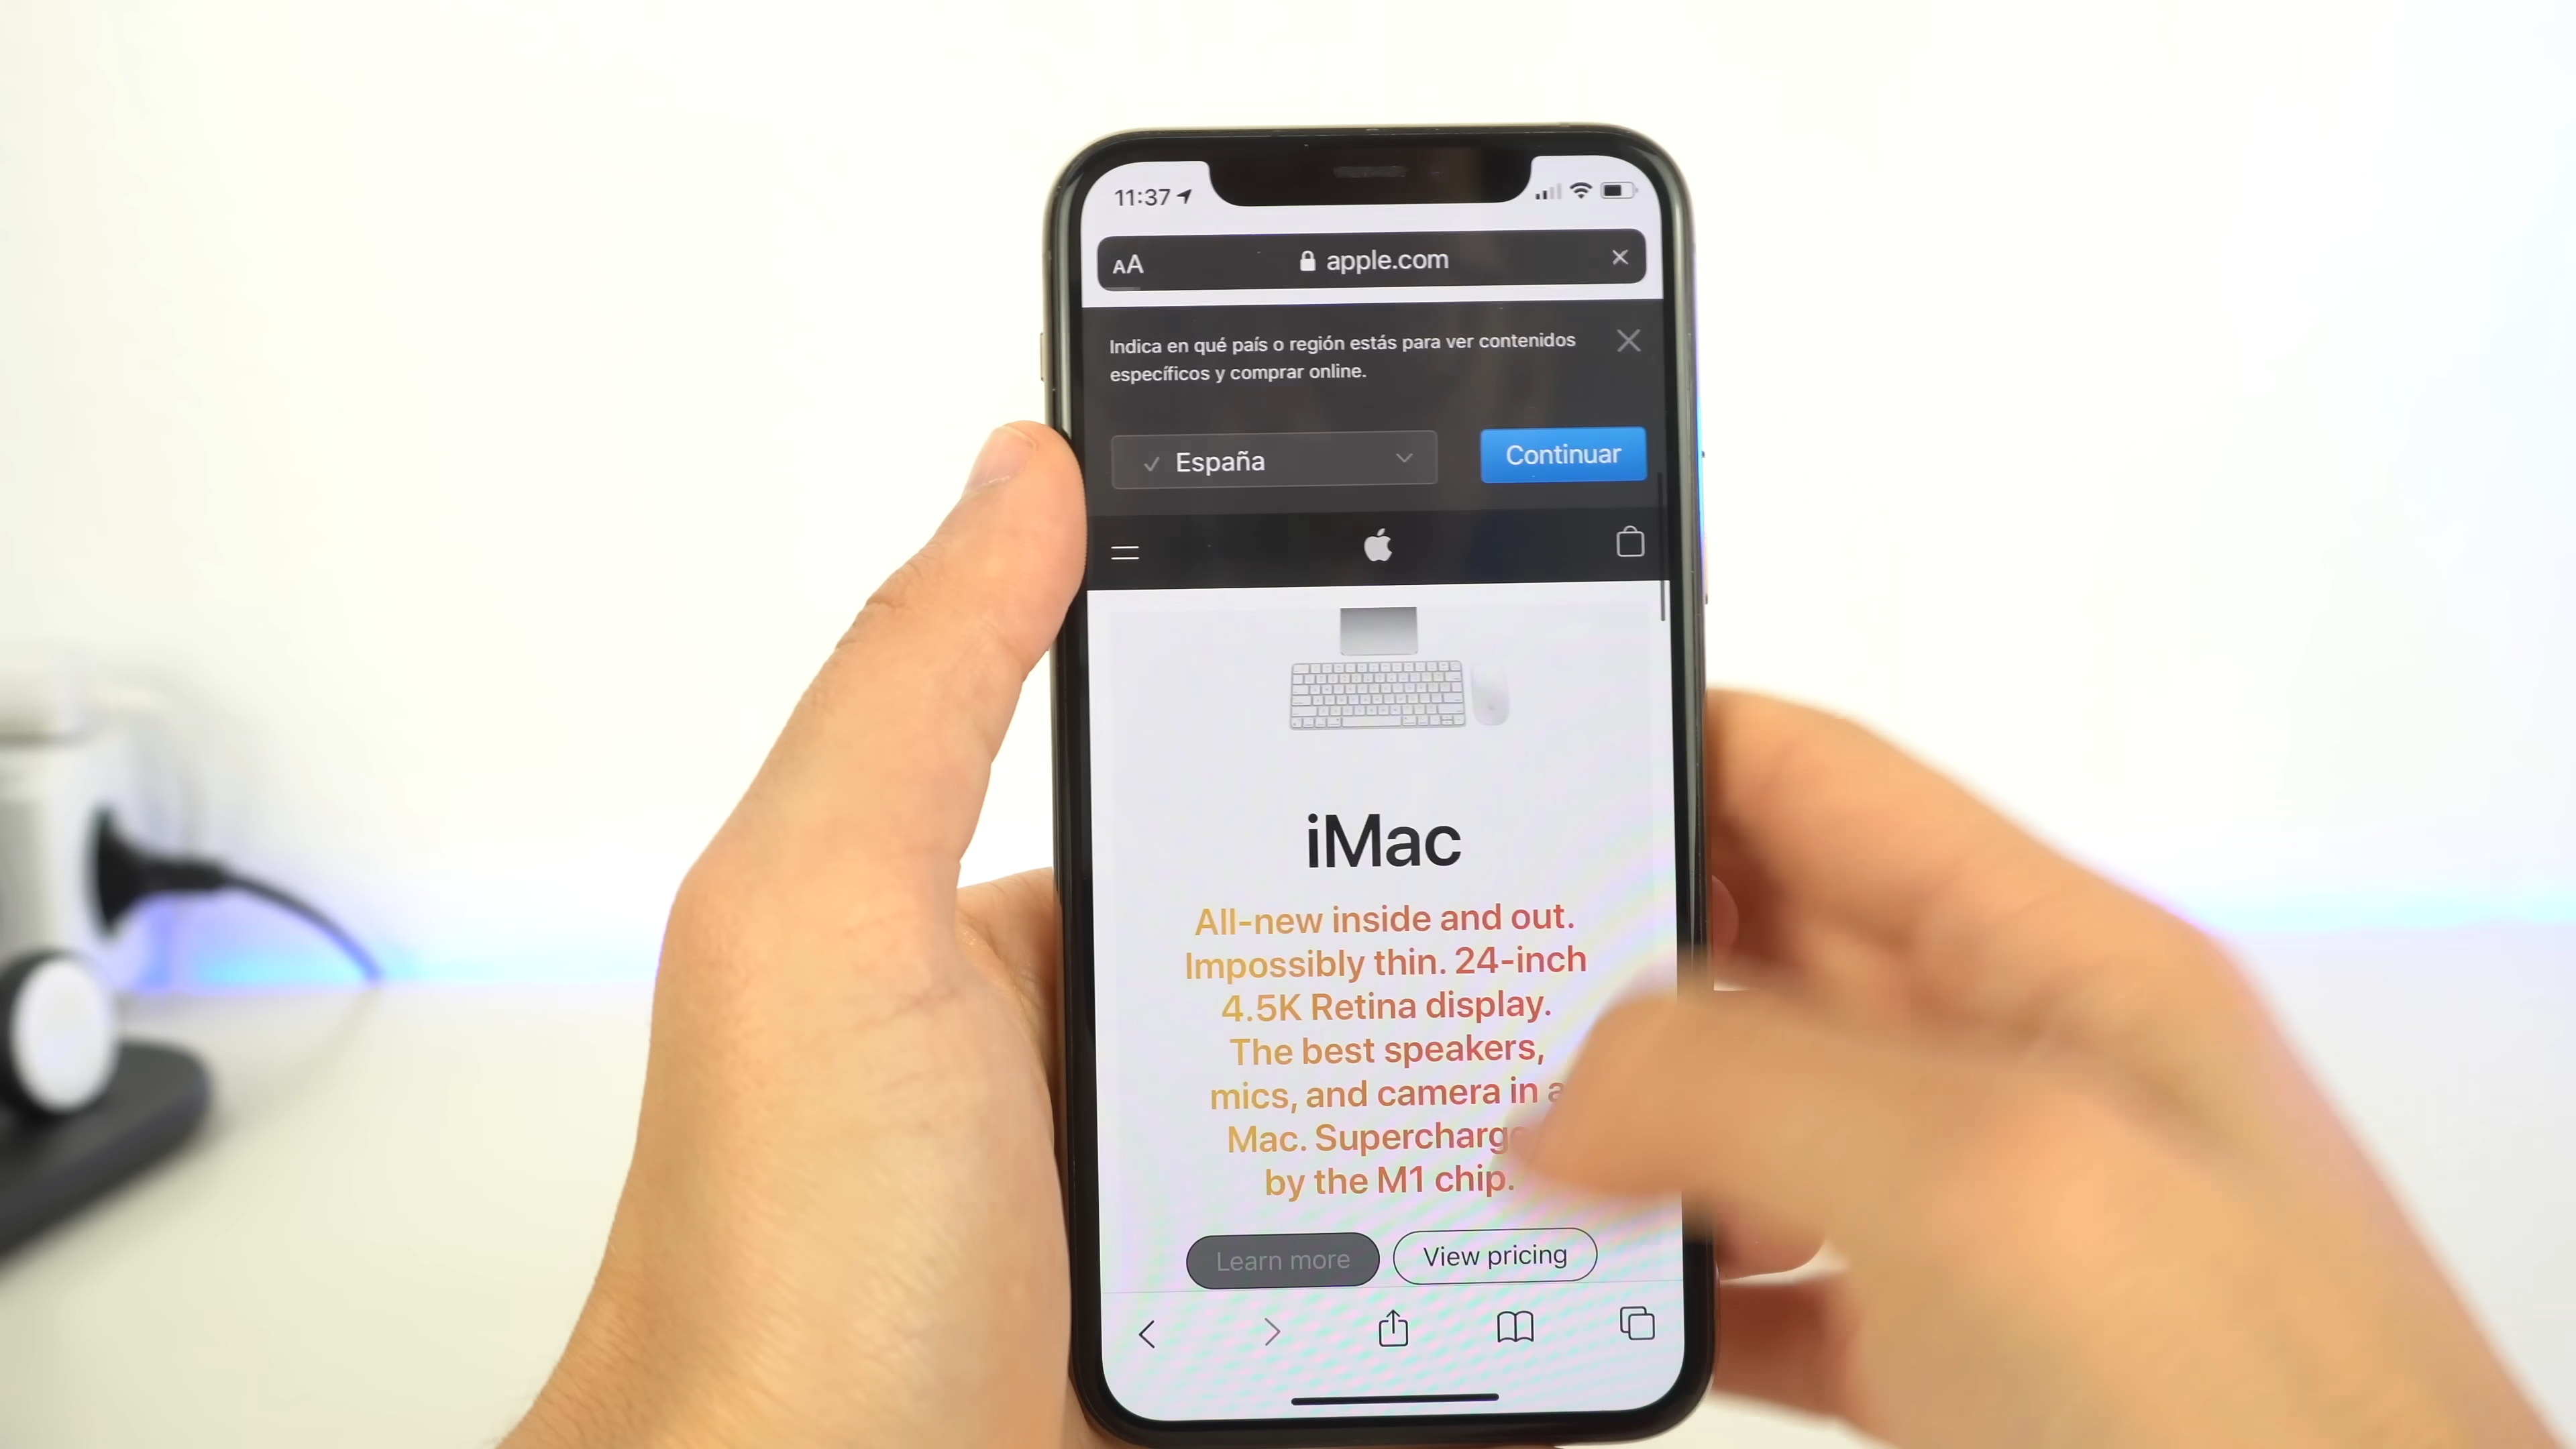 11:37
AA apple.com
Indica en qué país o región estás para ver contenidos
específicos y comprar online.
España
Continuar
iMac
All-new inside and out.
Impossibly thin. 24-inch
4.5K Retina display.
The best speakers,
mics, and camera in a
Mac. Supercharg
by the M1 chip.
Learn more
View pricing